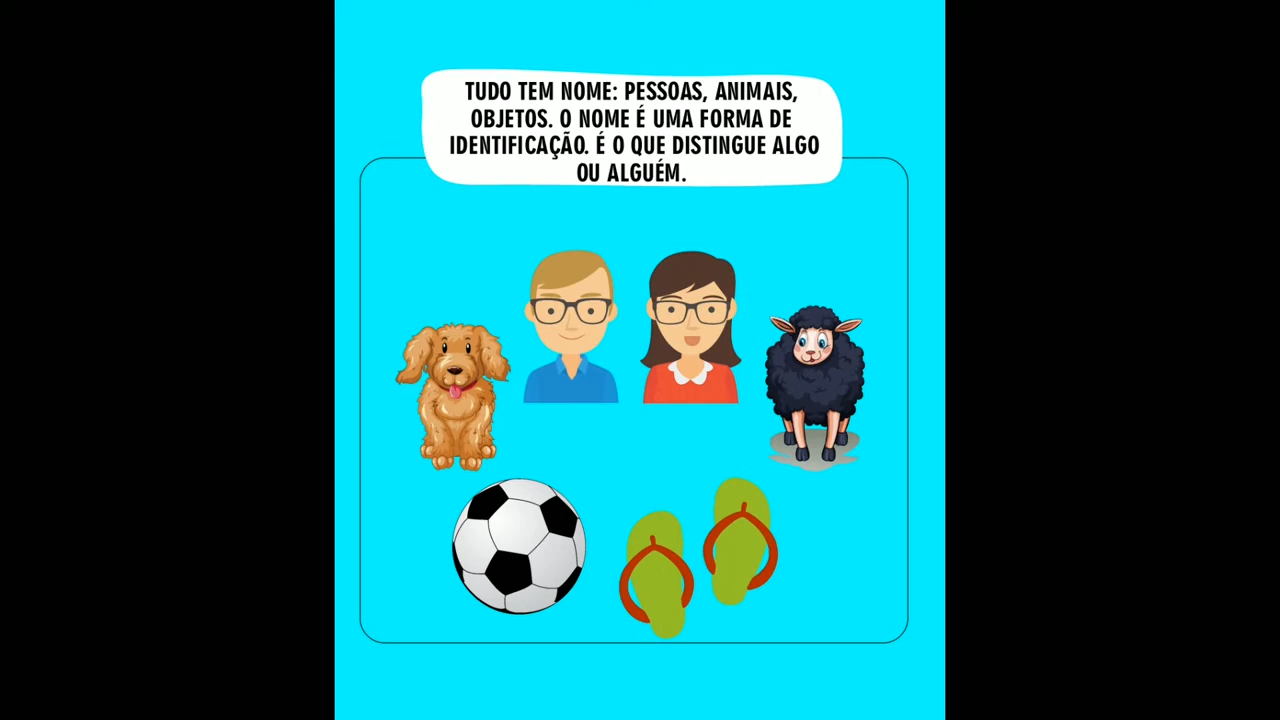 TUDO TEM NOME: PESSOAS, ANIMAIS,
OBJETOS. O NOME É UMA FORMA DE
IDENTIFICAÇÃO. É O QUE DISTINGUE ALGO
OU ALGUÉM.